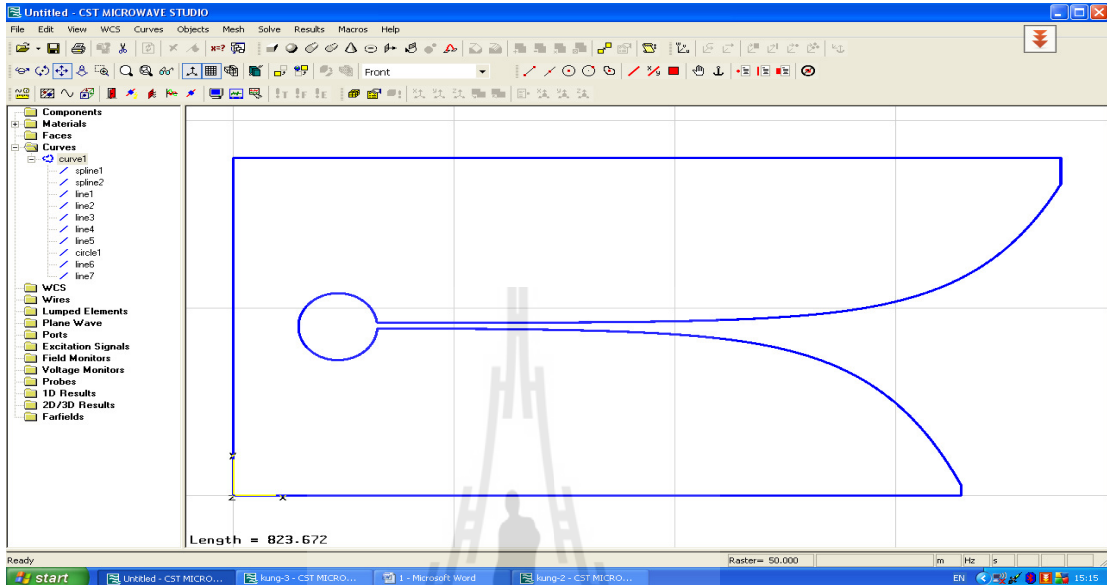 Untitled - CST MICROWAVE STUDIO
File Edit View WCS Curves Objects Mesh Solve Results Macros Help
Front
Components
Materials
Faces
Curves
curve1
spline1
spline2
line1
line2
line3
line4
line5
circle1
line6
line7
WCS
Wires
Lumped Elements
Plane Wave
Ports
Excitation Signals
Field Monitors
Voltage Monitors
Probes
1D Results
2D/3D Results
Farfields
z x
Length = 823.672
Ready Raster= 50.000 m Hz s
start Untitled - CST MICRO... kung-3 - CST MICRO... 1 - Microsoft Word kung-2 - CST MICRO... EN 15:15